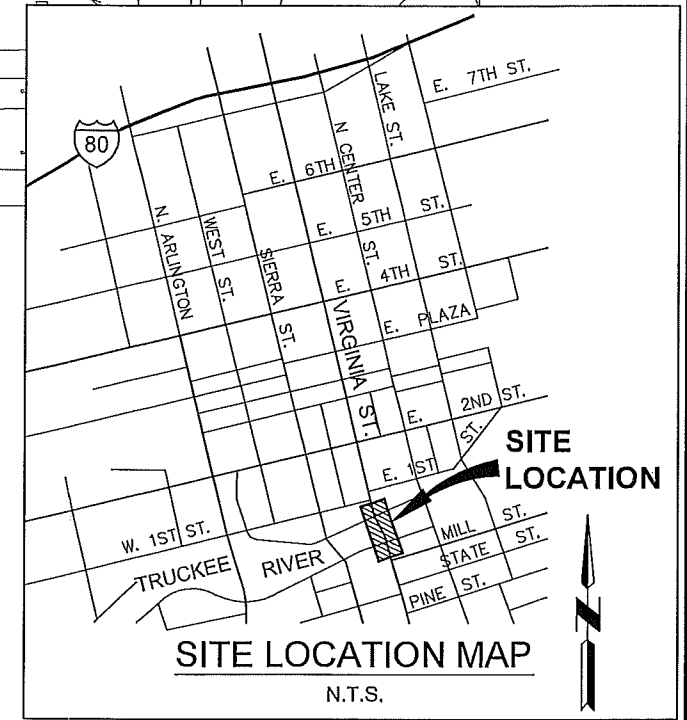 E. 7TH ST.
LAKE ST.
80
N CENTER ST.
E. 6TH
E. 5TH ST.
N. ARLINGTON
WEST ST.
SIERRA ST.
E. 4TH ST.
VIRGINIA ST.
E. PLAZA
E. 2ND ST.
E. 1ST ST.
SITE
LOCATION
W. 1ST ST.
MILL ST.
STATE ST.
TRUCKEE RIVER
PINE ST.
N
SITE LOCATION MAP
N.T.S.